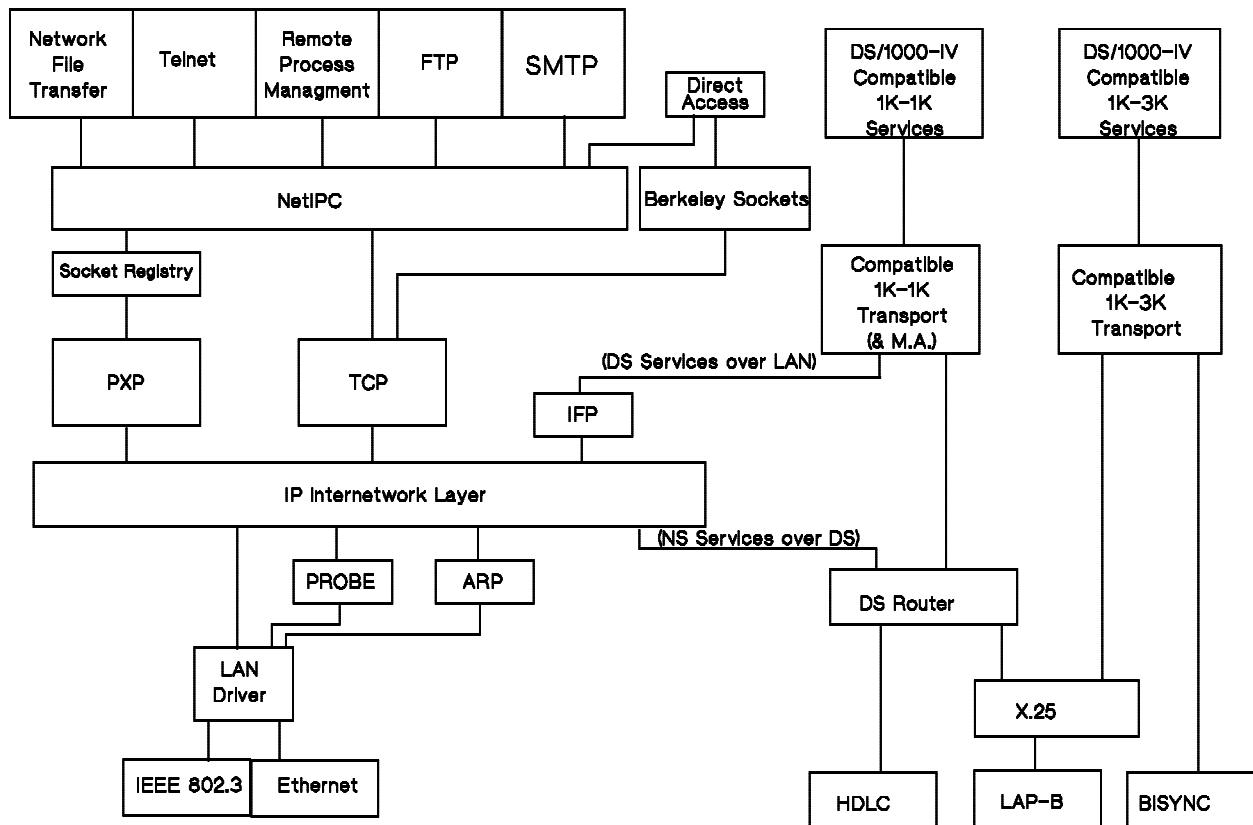 Network
File
Transfer
Telnet
Remote
Process
Managment
FTP
SMTP
Direct
Access
DS/1000-IV
Compatible
1K-1K
Services
DS/1000-IV
Compatible
1K-3K
Services
NetIPC
Berkeley Sockets
Socket Registry
Compatible
1K-1K
Transport
(& M.A.)
Compatible
1K-3K
Transport
PXP
TCP
(DS Services over LAN)
IFP
IP Internetwork Layer
(NS Services over DS)
PROBE
ARP
DS Router
LAN
Driver
X.25
IEEE 802.3
Ethernet
HDLC
LAP-B
BISYNC